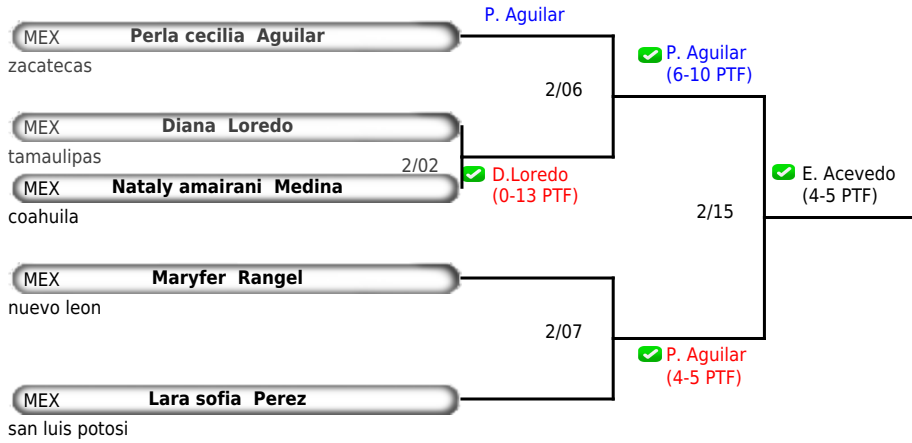 P. Aguilar
MEX Perla cecilia Aguilar
zacatecas
P. Aguilar
(6-10 PTF)
2/06
MEX Diana Loredo
tamaulipas
2/02
D.Loredo
(0-13 PTF)
MEX Nataly amairani Medina
coahuila
E. Acevedo
(4-5 PTF)
2/15
MEX Maryfer Rangel
nuevo leon
2/07
P. Aguilar
(4-5 PTF)
MEX Lara sofia Perez
san luis potosi